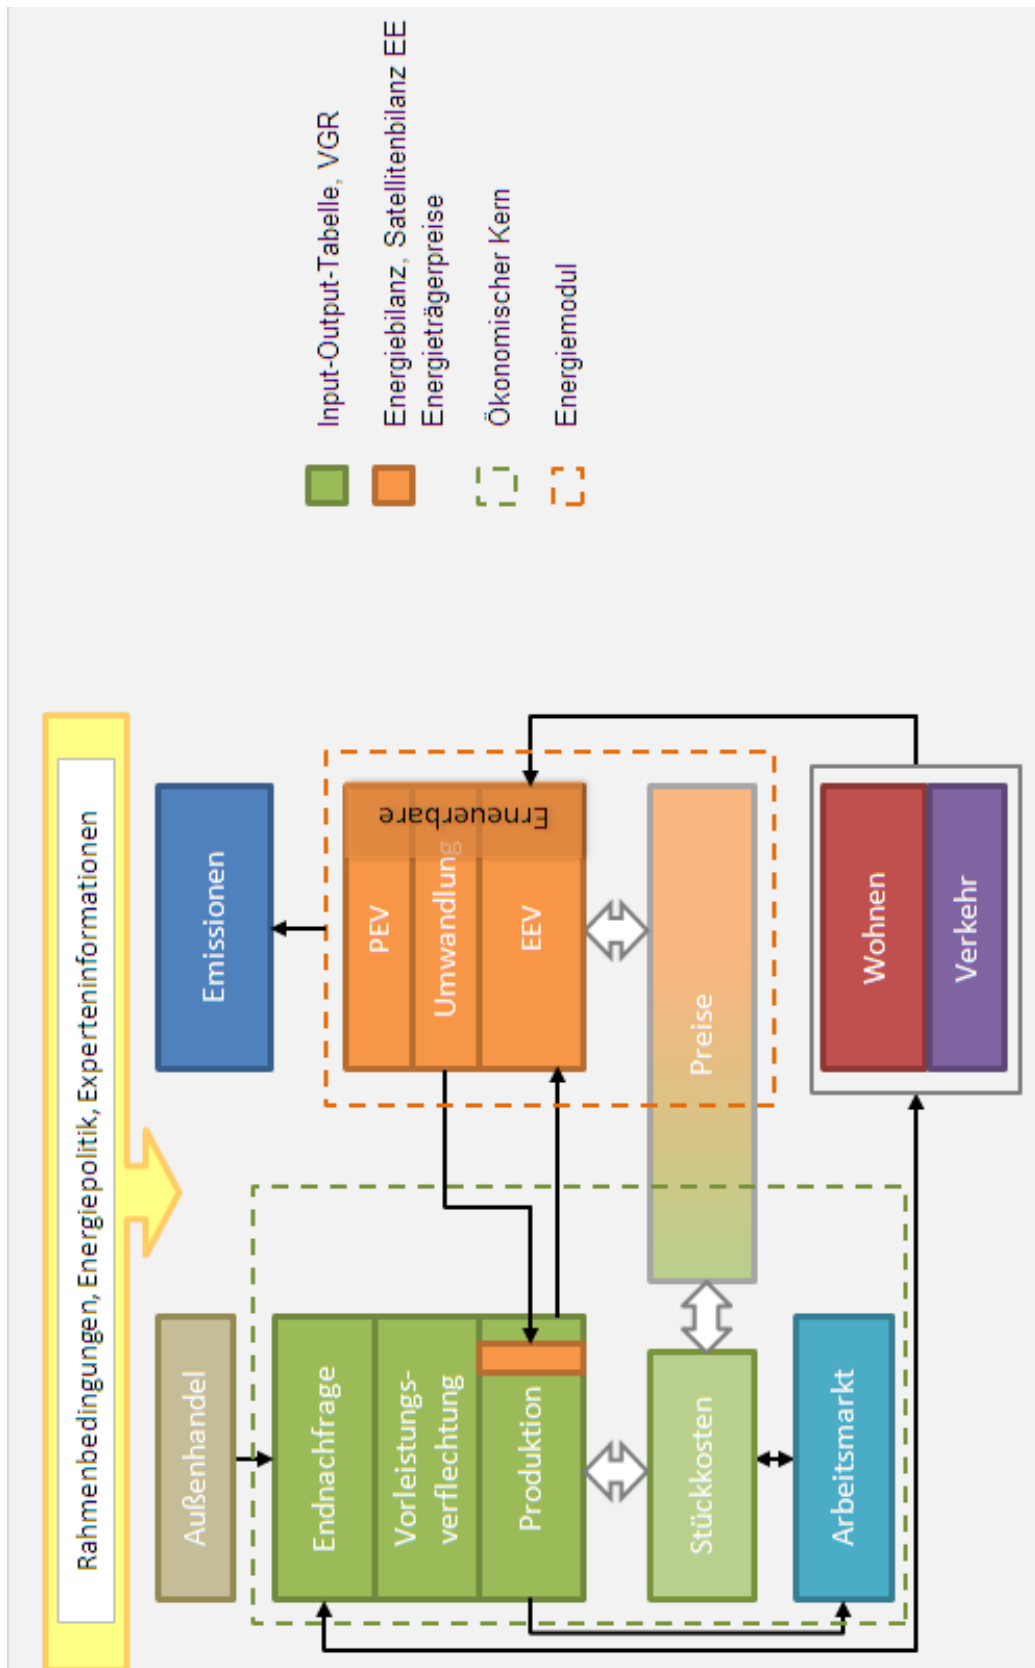 Rahmenbedingungen, Energiepolitik, Experteninformationen
Außenhandel
Emissionen
Endnachfrage
Vorleistungs-
verflechtung
Produktion
PEV
Umwandlung
EEV
Erneuerbare
Stückkosten
Preise
Arbeitsmarkt
Wohnen
Verkehr
Input-Output-Tabelle, VGR
Energiebilanz, Satellitenbilanz EE
Energieträgerpreise
Ökonomischer Kern
Energiemodul